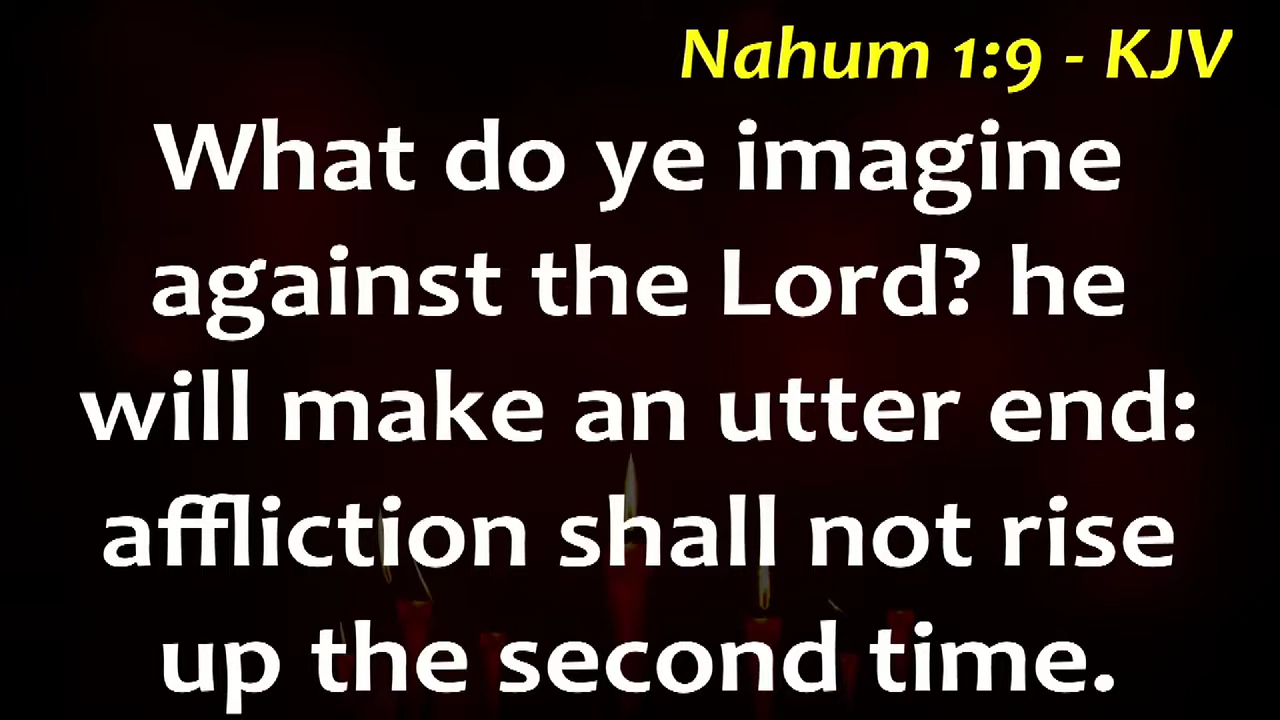 Nahum 1:9 - KJV
What do ye imagine
against the Lord? he
will make an utter end:
affliction shall not rise
up the second time.